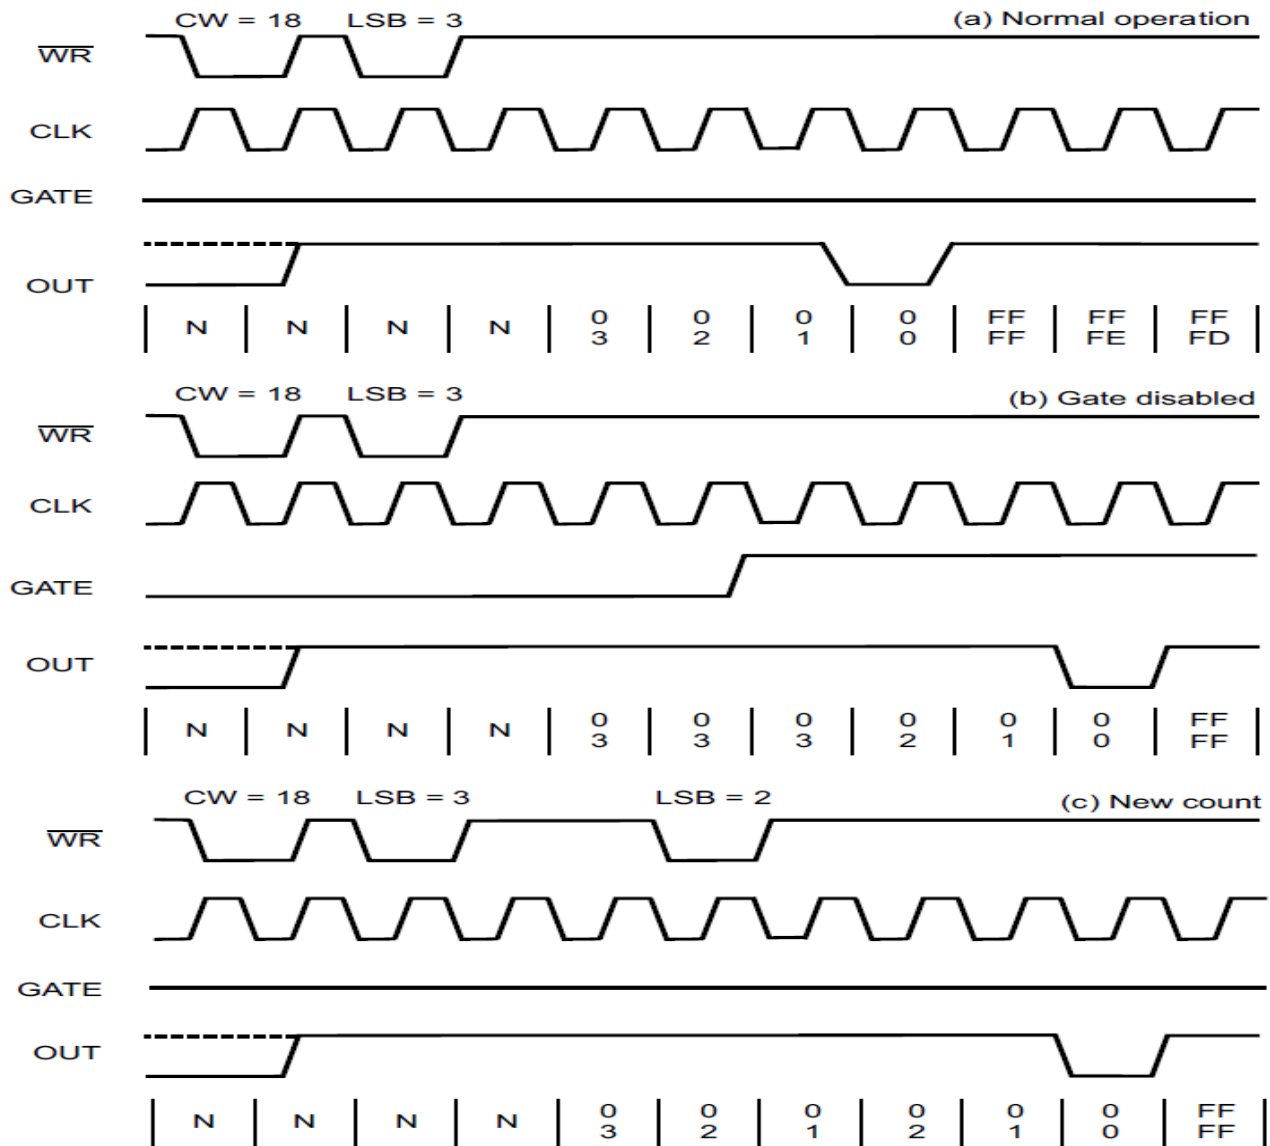 CW = 18 LSB = 3 (a) Normal operation
WR
CLK
GATE
OUT
N N N N 0 0 0 0 FF FF FF
3 2 1 0 FF FE FD
CW = 18 LSB = 3 (b) Gate disabled
WR
CLK
GATE
OUT
N N N N 0 0 0 0 0 0 FF
3 3 3 2 1 0 FF
CW = 18 LSB = 3 LSB = 2 (c) New count
WR
CLK
GATE
OUT
N N N N 0 0 0 0 0 0 FF
3 2 1 2 1 0 FF